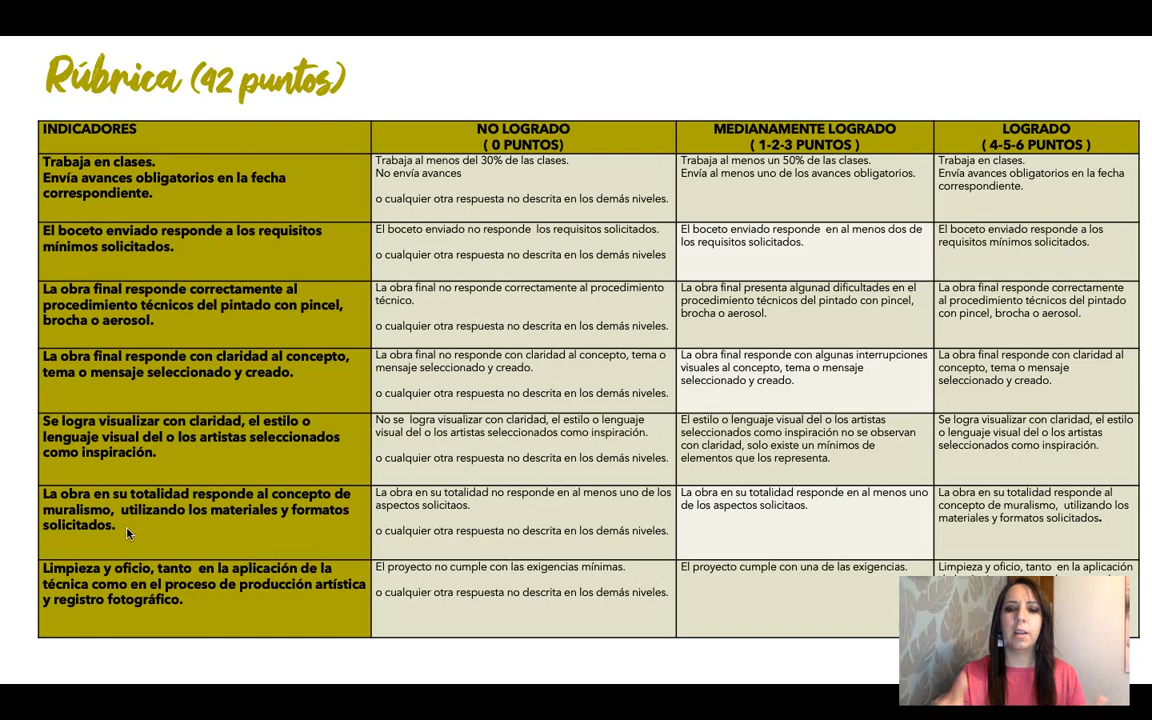 Rúbrica (42 puntos)
INDICADORES
NO LOGRADO
( 0 PUNTOS)
MEDIANAMENTE LOGRADO
( 1-2-3 PUNTOS )
LOGRADO
( 4-5-6 PUNTOS )
Trabaja en clases.
Envía avances obligatorios en la fecha
correspondiente.
Trabaja al menos del 30% de las clases.
No envía avances
o cualquier otra respuesta no descrita en los demás niveles.
Trabaja al menos un 50% de las clases.
Envía al menos uno de los avances obligatorios.
Trabaja en clases.
Envía avances obligatorios en la fecha
correspondiente.
El boceto enviado responde a los requisitos
mínimos solicitados.
El boceto enviado no responde los requisitos solicitados.
o cualquier otra respuesta no descrita en los demás niveles
El boceto enviado responde en al menos dos de
los requisitos solicitados.
El boceto enviado responde a los
requisitos mínimos solicitados.
La obra final responde correctamente al
procedimiento técnicos del pintado con pincel,
brocha o aerosol.
La obra final no responde correctamente al procedimiento
técnico.
o cualquier otra respuesta no descrita en los demás niveles.
La obra final presenta algunad dificultades en el
procedimiento técnicos del pintado con pincel,
brocha o aerosol.
La obra final responde correctamente
al procedimiento técnicos del pintado
con pincel, brocha o aerosol.
La obra final responde con claridad al concepto,
tema o mensaje seleccionado y creado.
La obra final no responde con claridad al concepto, tema o
mensaje seleccionado y creado.
o cualquier otra respuesta no descrita en los demás niveles.
La obra final responde con algunas interrupciones
visuales al concepto, tema o mensaje
seleccionado y creado.
La obra final responde con claridad al
concepto, tema o mensaje
seleccionado y creado.
Se logra visualizar con claridad, el estilo o
lenguaje visual del o los artistas seleccionados
como inspiración.
No se logra visualizar con claridad, el estilo o lenguaje
visual del o los artistas seleccionados como inspiración.
o cualquier otra respuesta no descrita en los demás niveles.
El estilo o lenguaje visual del o los artistas
seleccionados como inspiración no se observan
con claridad, solo existe un mínimos de
elementos que los representa.
Se logra visualizar con claridad, el estilo
o lenguaje visual del o los artistas
seleccionados como inspiración.
La obra en su totalidad responde al concepto de
muralismo, utilizando los materiales y formatos
solicitados.
La obra en su totalidad no responde en al menos uno de los
aspectos solicitaos.
o cualquier otra respuesta no descrita en los demás niveles.
La obra en su totalidad responde en al menos uno
de los aspectos solicitaos.
La obra en su totalidad responde al
concepto de muralismo, utilizando los
materiales y formatos solicitados.
Limpieza y oficio, tanto en la aplicación de la
técnica como en el proceso de producción artística
y registro fotográfico.
El proyecto no cumple con las exigencias mínimas.
o cualquier otra respuesta no descrita en los demás niveles.
El proyecto cumple con una de las exigencias.
Limpieza y oficio, tanto en la aplicación